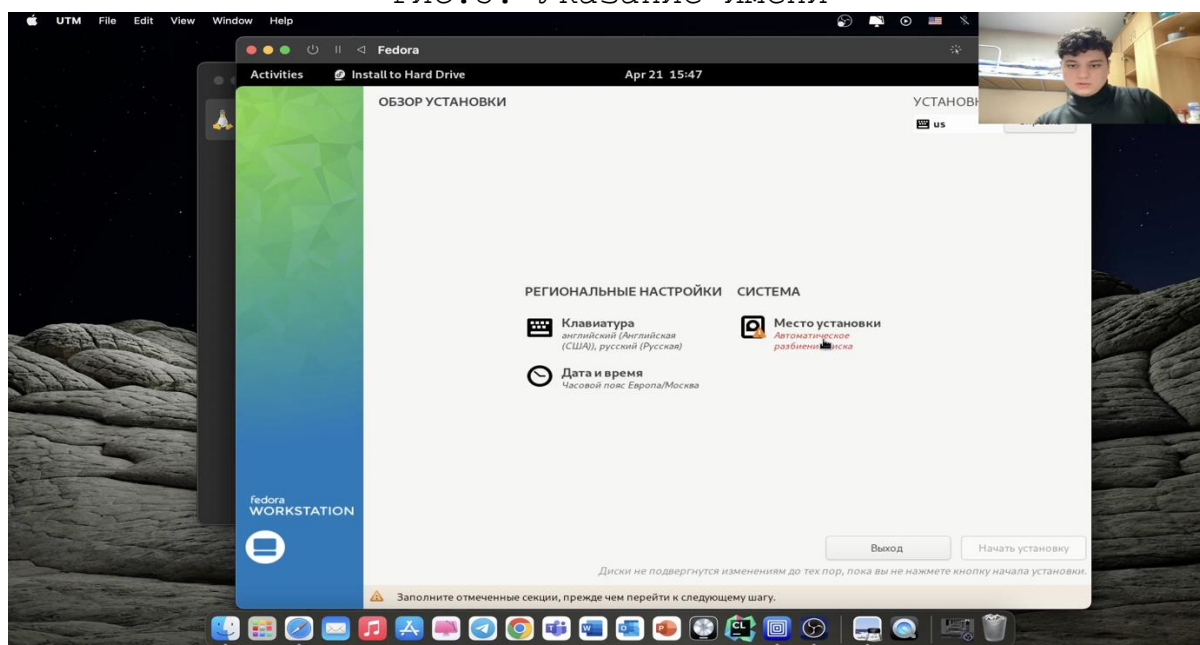 UTM File Edit View Window Help
Fedora
Activities Install to Hard Drive Apr 21 15:47
ОБЗОР УСТАНОВКИ
us
РЕГИОНАЛЬНЫЕ НАСТРОЙКИ СИСТЕМА
Клавиатура
английский (Английская
(США)), русский (Русская)
Место установки
Автоматическое
Дата и время
Часовой пояс Европа/Москва
fedora
WORKSTATION
Выход Начать установку
Диски не подвергнутся изменениям до тех пор, пока вы не нажмете кнопку начала установки.
Заполните отмеченные секции, прежде чем перейти к следующему шагу.